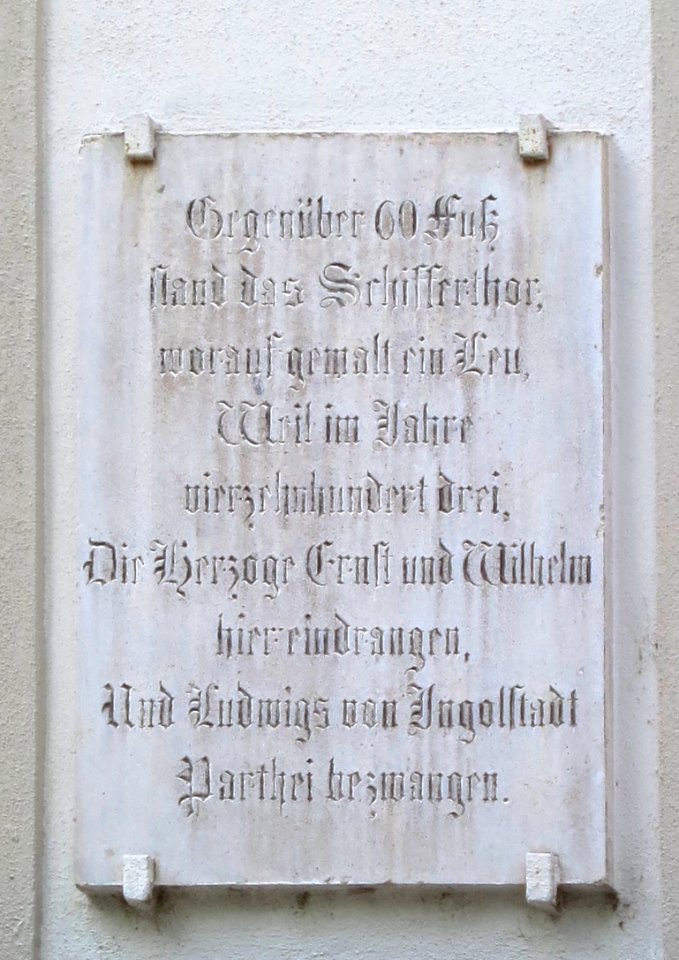 Gegenüber 60 Fuß
stand das Schifferthor,
worauf gemalt ein Leu,
Weil im Jahre
vierzehnhundert drei,
Die Herzoge Ernst und Wilhelm
hier eindrangen,
Und Ludwigs von Ingolstadt
Parthei bezwangen.